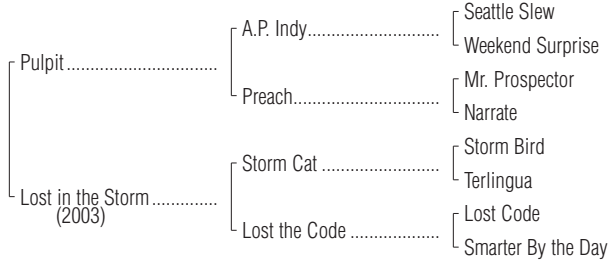 Seattle Slew
A.P. Indy
Weekend Surprise
Pulpit
Mr. Prospector
Preach
Narrate
Storm Bird
Storm Cat
Terlingua
Lost in the Storm
(2003)
Lost Code
Lost the Code
Smarter By the Day